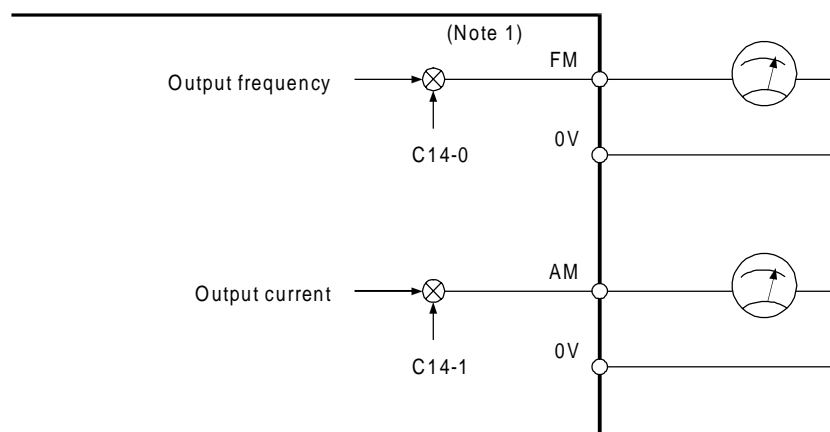 (Note 1)
FM
Output frequency
0V
C14-0
AM
Output current
0V
C14-1